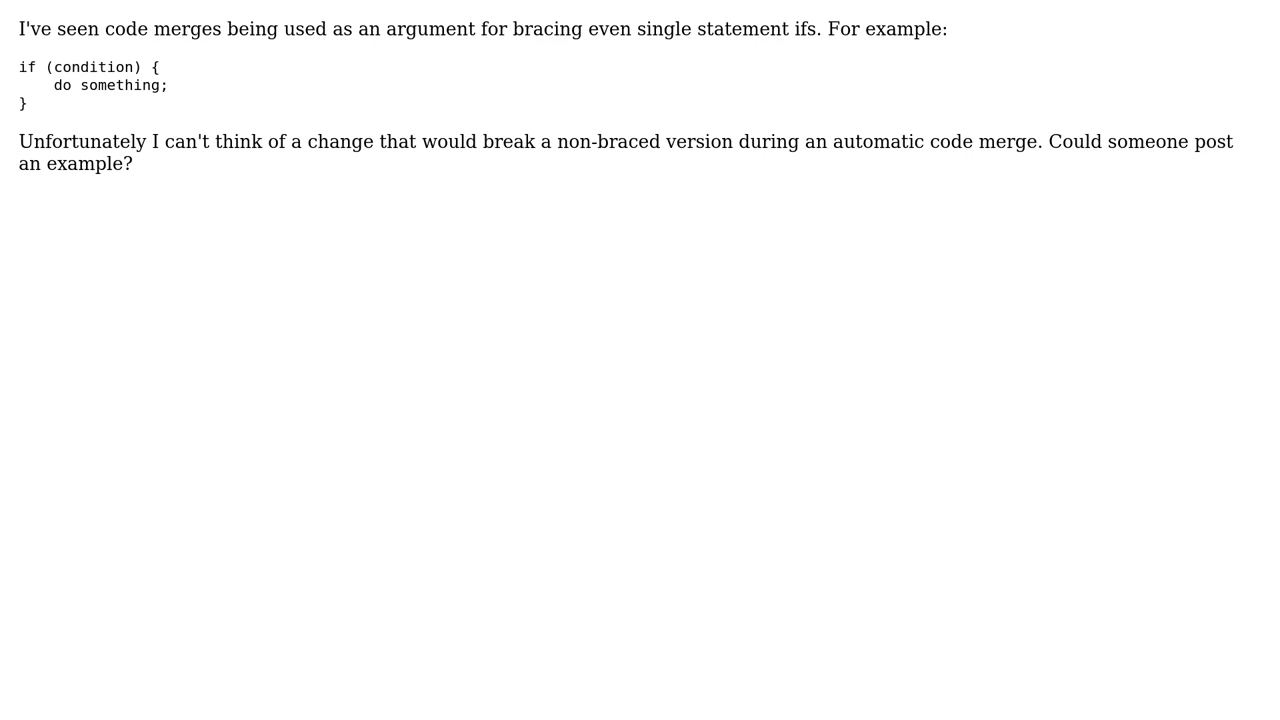 I've seen code merges being used as an argument for bracing even single statement ifs. For example:
if (condition) {
    do something;
}
Unfortunately I can't think of a change that would break a non-braced version during an automatic code merge. Could someone post
an example?